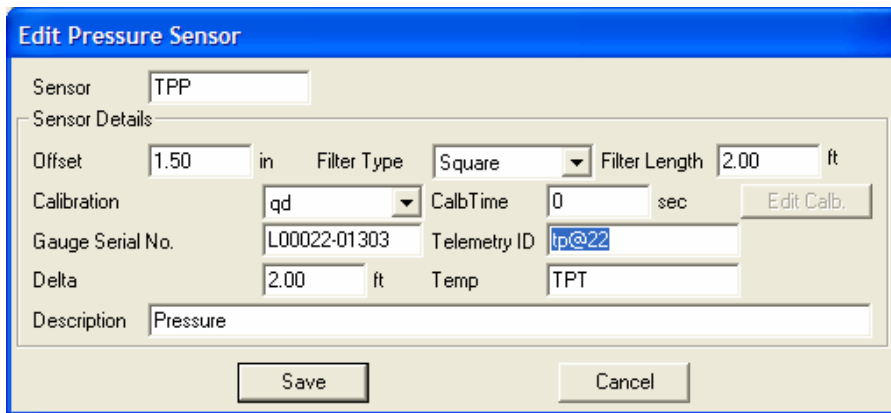 Edit Pressure Sensor
Sensor TPP
Sensor Details
Offset 1.50 in Filter Type Square Filter Length 2.00 ft
Calibration qd CalbTime 0 sec Edit Calb.
Gauge Serial No. L00022-01303 Telemetry ID tp@22
Delta 2.00 ft Temp TPT
Description Pressure
Save Cancel